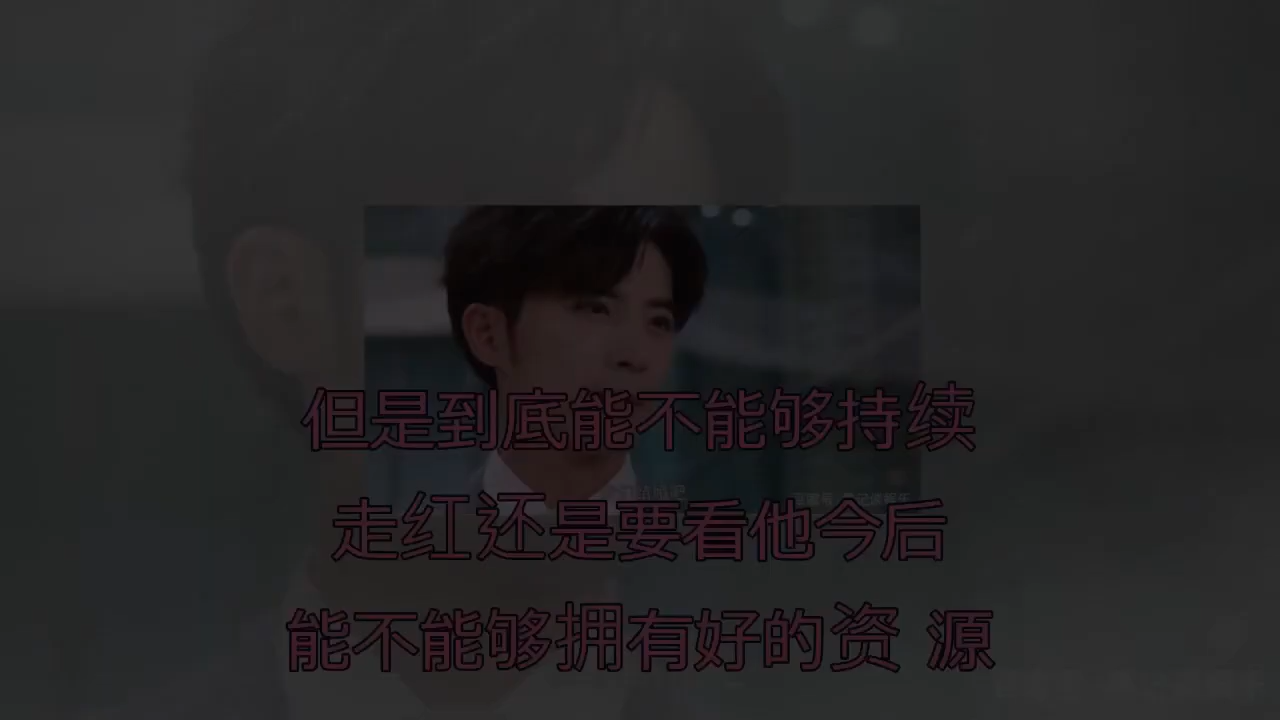 但是到底能不能够持续
走红还是要看他今后
能不能够拥有好的资 源